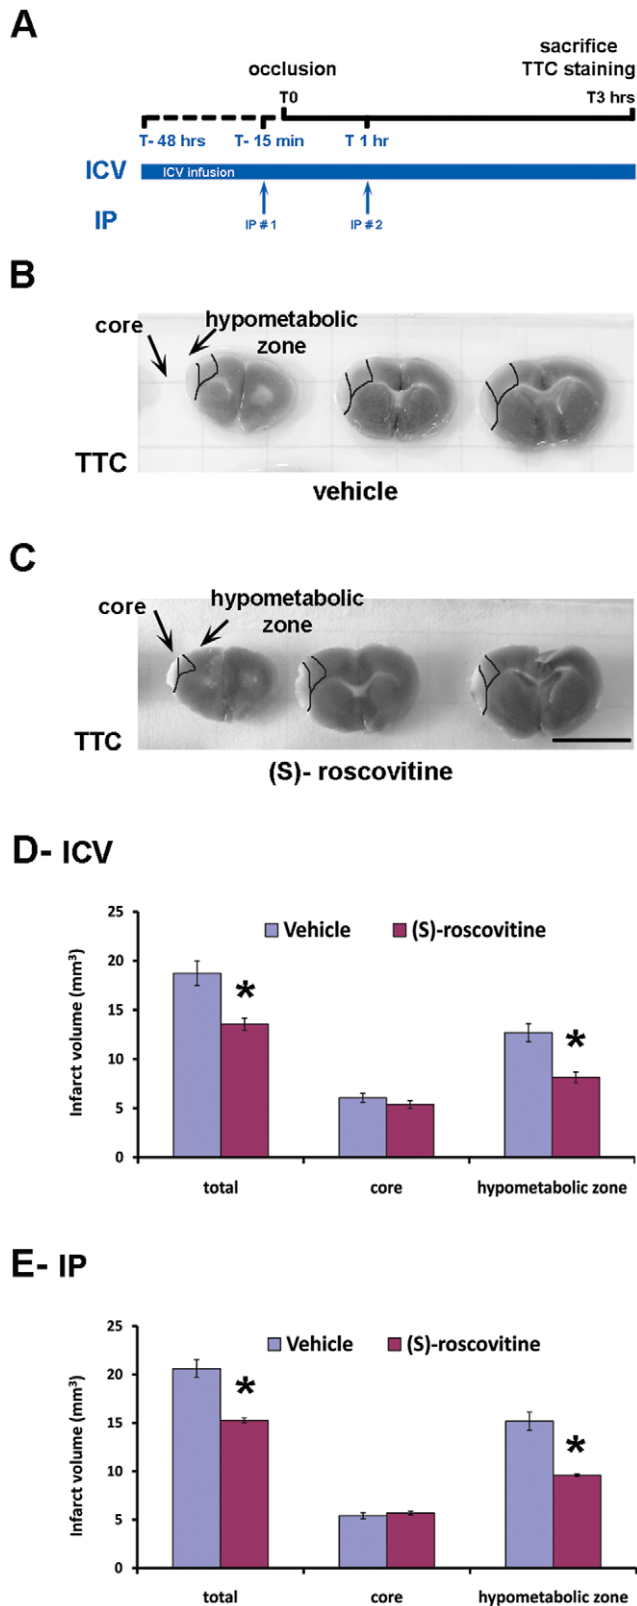 A
sacrifice
occlusion
TTC staining
T0
T3 hrs
T- 48 hrs
T- 15 min
T 1 hr
ICV
ICV infusion
IP
IP # 1
IP # 2
B
core
hypometabolic
zone
TTC
vehicle
C
core
hypometabolic
zone
TTC
(S)- roscovitine
D- ICV
Infarct volume (mm³)
25
20
15
10
5
0
Vehicle
(S)-roscovitine
*
*
total
core
hypometabolic zone
E- IP
Infarct volume (mm³)
25
20
15
10
5
0
Vehicle
(S)-roscovitine
*
*
total
core
hypometabolic zone